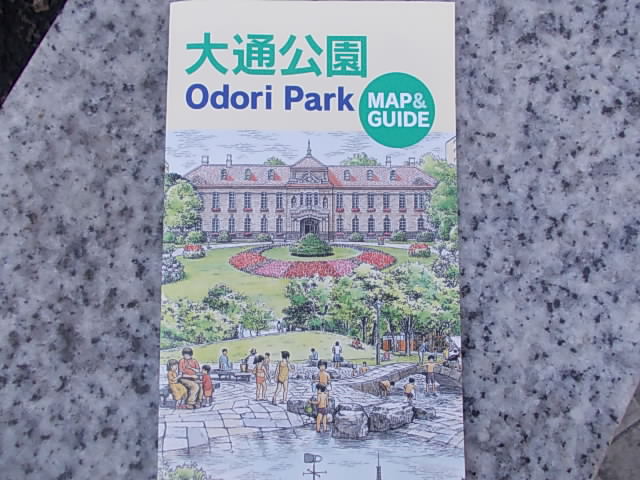 大通公園
Odori Park
MAP&
GUIDE